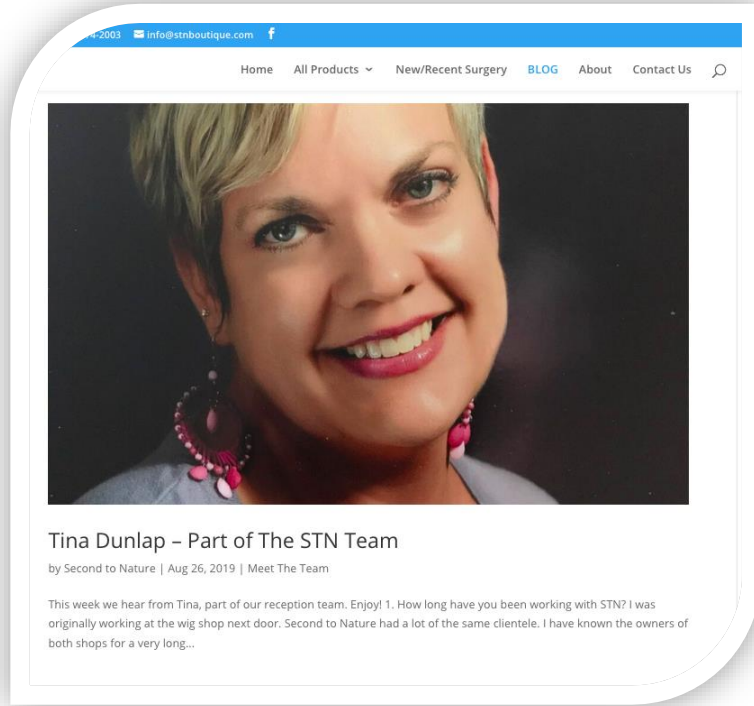 4-2003 info@stnboutique.com f
Home All Products New/Recent Surgery BLOG About Contact Us
Tina Dunlap – Part of The STN Team
by Second to Nature | Aug 26, 2019 | Meet The Team
This week we hear from Tina, part of our reception team. Enjoy! 1. How long have you been working with STN? I was
originally working at the wig shop next door. Second to Nature had a lot of the same clientele. I have known the owners of
both shops for a very long...